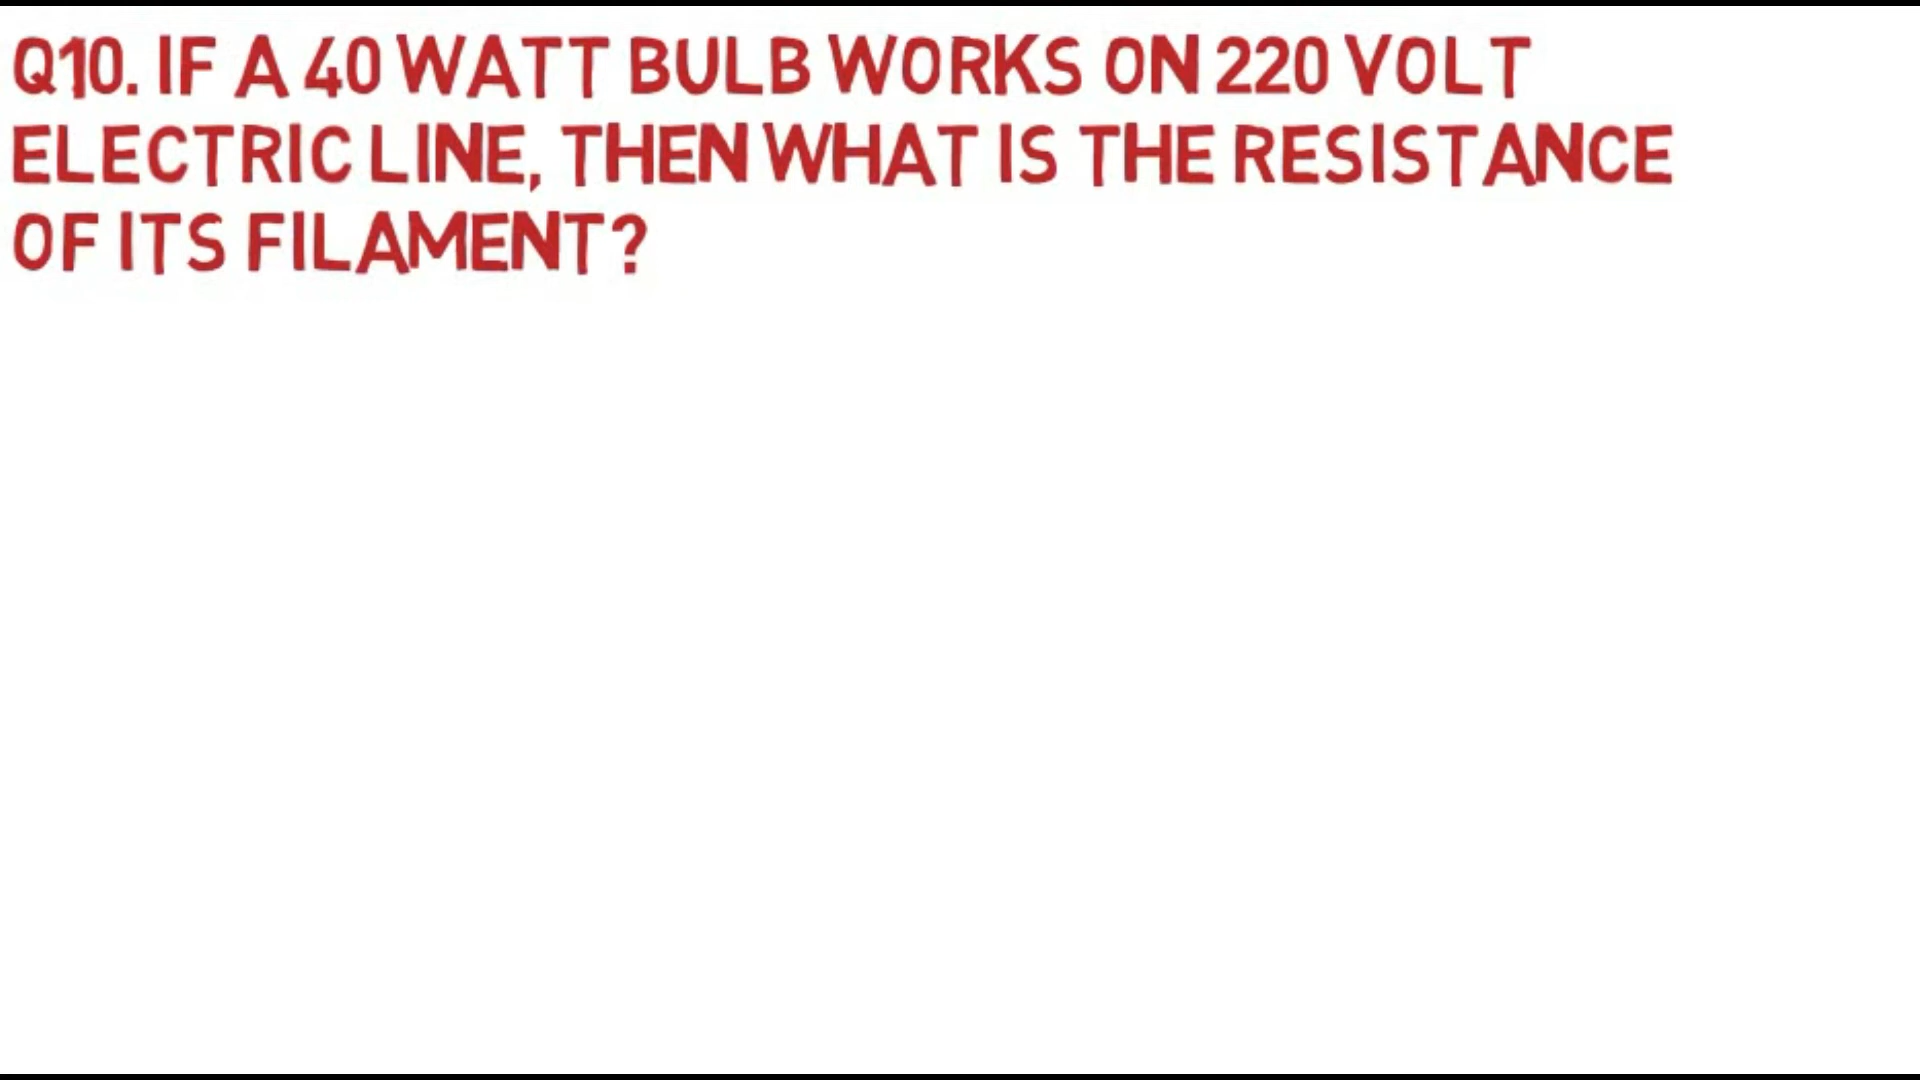 Q10. IF A 40 WATT BULB WORKS ON 220 VOLT
ELECTRIC LINE, THEN WHAT IS THE RESISTANCE
OF ITS FILAMENT?